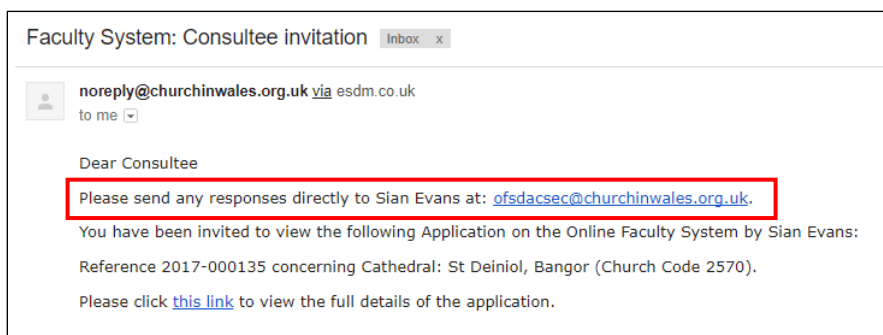 Faculty System: Consultee invitation Inbox x
noreply@churchinwales.org.uk via esdm.co.uk
to me
Dear Consultee
Please send any responses directly to Sian Evans at: ofsdacsec@churchinwales.org.uk.
You have been invited to view the following Application on the Online Faculty System by Sian Evans:
Reference 2017-000135 concerning Cathedral: St Deiniol, Bangor (Church Code 2570).
Please click this link to view the full details of the application.